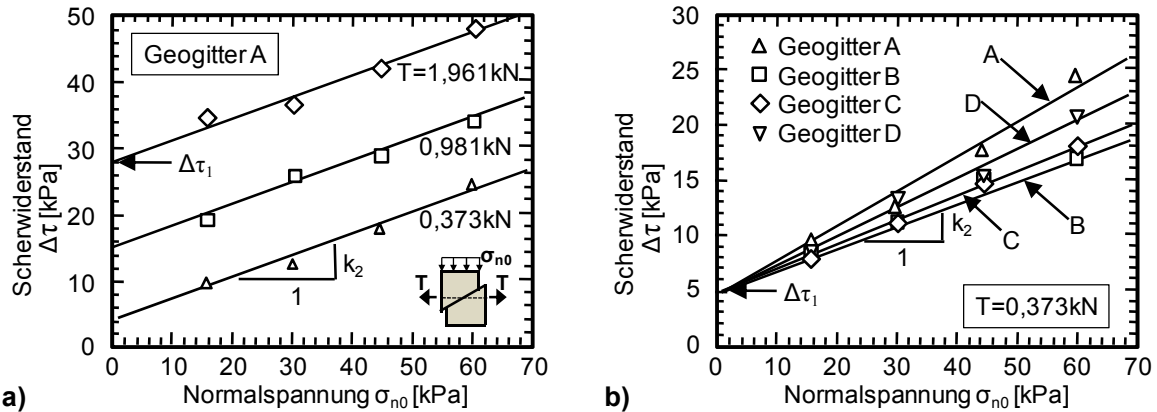 50
40
30
20
10
0
Scherwiderstand
Δτ [kPa]
Geogitter A
T=1,961kN
Δτ₁
0,981kN
0,373kN
k₂
1
σₙ₀
T
T
0 10 20 30 40 50 60 70
Normalspannung σₙ₀ [kPa]
a)
30
25
20
15
10
5
0
Scherwiderstand
Δτ [kPa]
Geogitter A
Geogitter B
Geogitter C
Geogitter D
A
D
k₂
1
C
B
Δτ₁
T=0,373kN
0 10 20 30 40 50 60 70
Normalspannung σₙ₀ [kPa]
b)